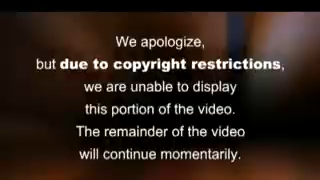 We apologize,
but due to copyright restrictions,
we are unable to display
this portion of the video.
The remainder of the video
will continue momentarily.